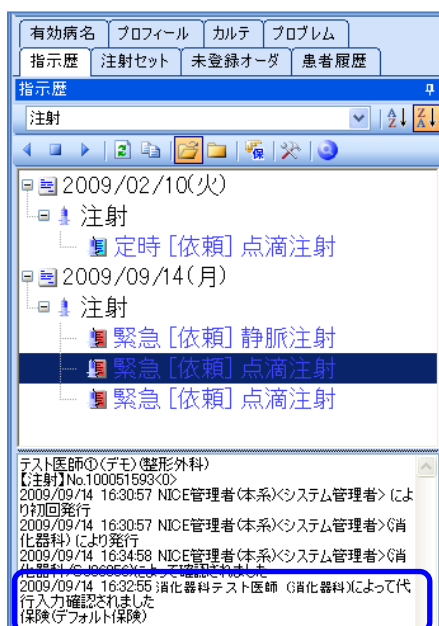 有効病名 プロフィール カルテ プロブレム
指示歴 注射セット 未登録オーダ 患者履歴
指示歴
注射
2009/02/10(火)
注射
定時 [依頼] 点滴注射
2009/09/14(月)
注射
緊急 [依頼] 静脈注射
緊急 [依頼] 点滴注射
緊急 [依頼] 点滴注射
テスト医師①(デモ)(整形外科)
【注射】No.100051593<0>
2009/09/14 16:30:57 NICE管理者(本系)<システム管理者> によ
り初回発行
2009/09/14 16:30:57 NICE管理者(本系)<システム管理者>(消
化器科) により発行
2009/09/14 16:34:58 NICE管理者(本系)<システム管理者>(消
2009/09/14 16:32:55 消化器科テスト医師 (消化器科)によって代
行入力確認されました
保険(デフォルト保険)